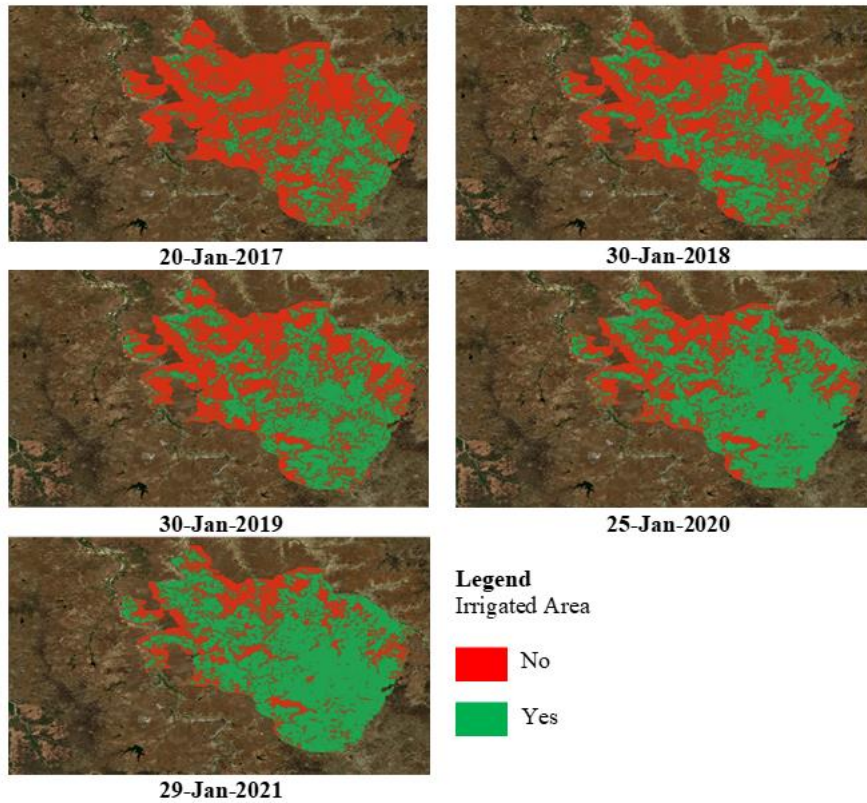 20-Jan-2017
30-Jan-2018
30-Jan-2019
25-Jan-2020
Legend
Irrigated Area
No
Yes
29-Jan-2021